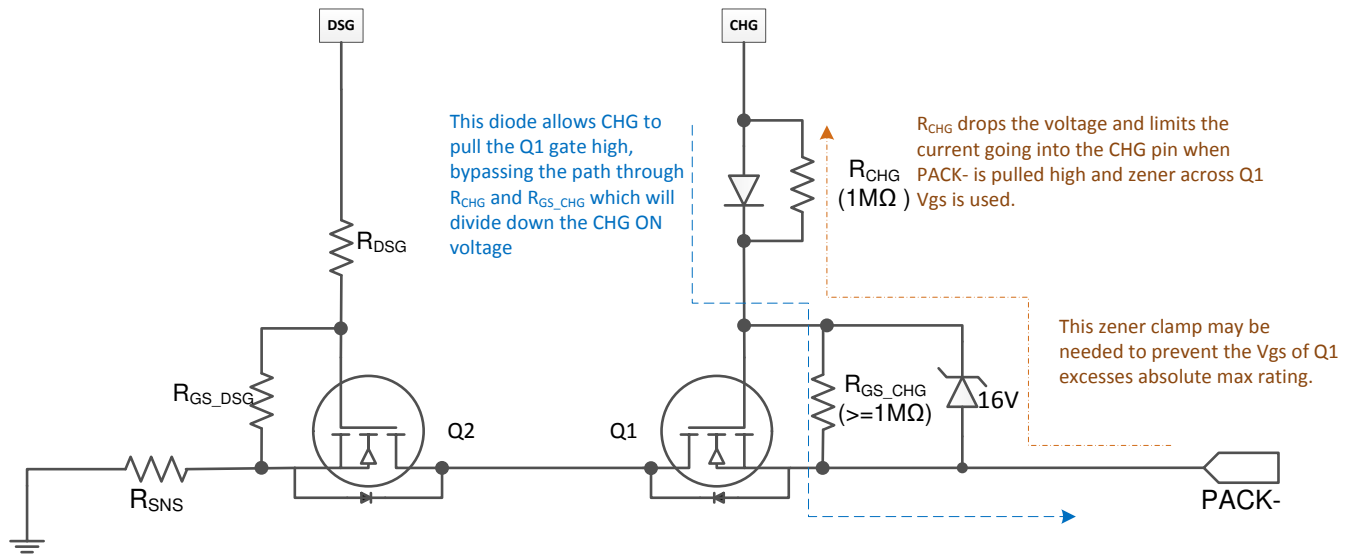 DSG
CHG
This diode allows CHG to
pull the Q1 gate high,
bypassing the path through
RCHG and RGS_CHG which will
divide down the CHG ON
voltage
RCHG drops the voltage and limits the
current going into the CHG pin when
PACK- is pulled high and zener across Q1
Vgs is used.
RCHG
(1MΩ )
RDSG
This zener clamp may be
needed to prevent the Vgs of Q1
excesses absolute max rating.
RGS_DSG
RGS_CHG
(>=1MΩ)
16V
Q2
Q1
RSNS
PACK-